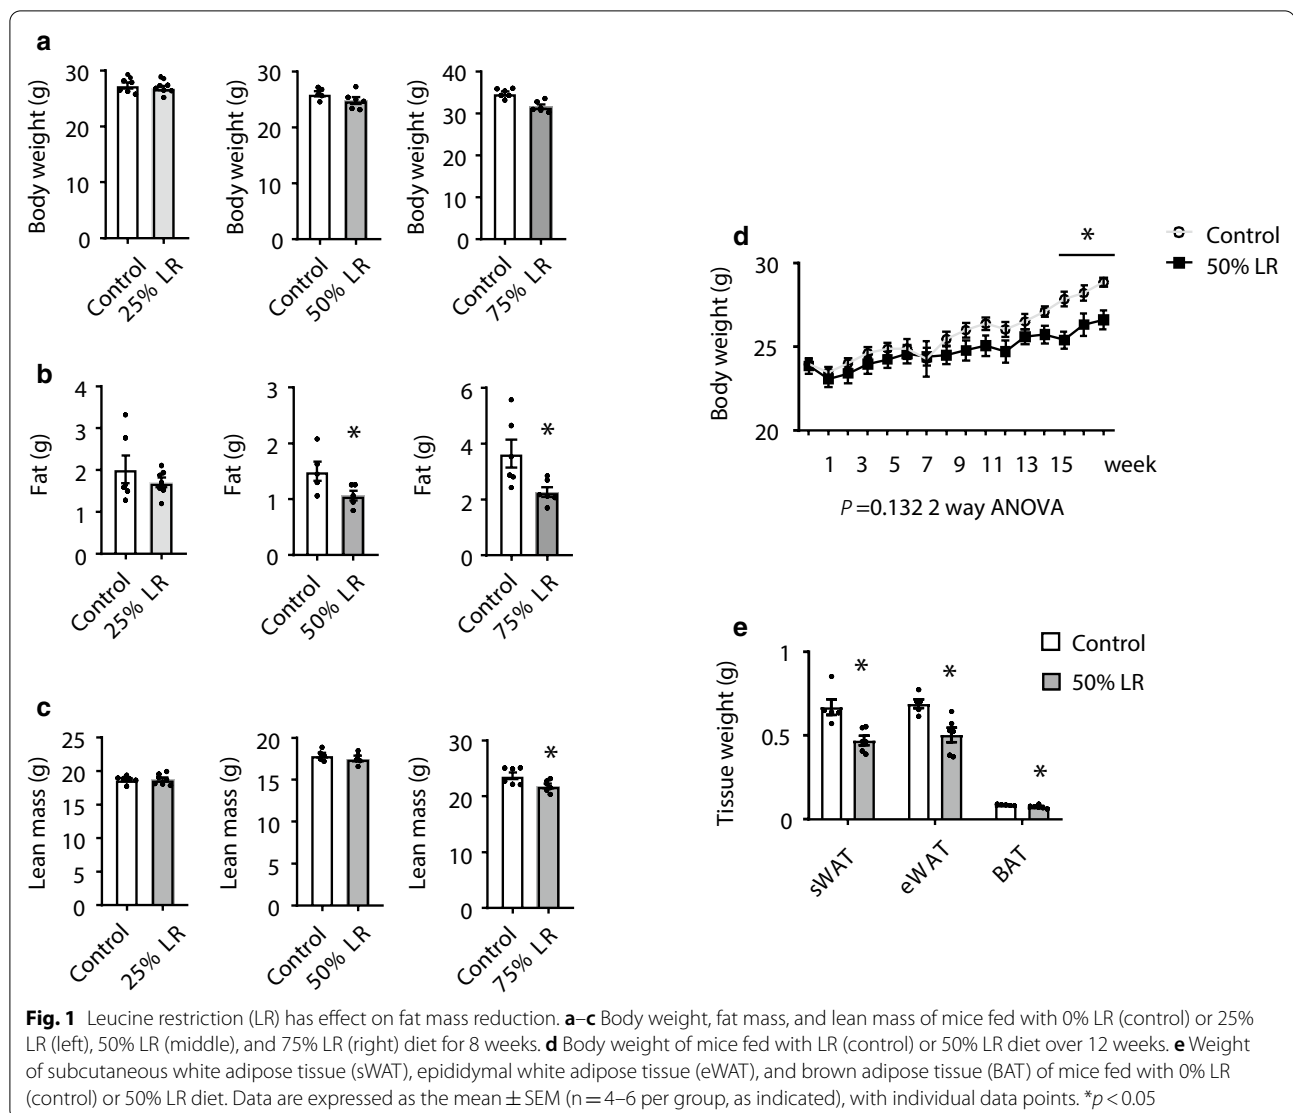 a
Body weight (g)
30
20
10
0
Control
25% LR
Body weight (g)
30
20
10
0
Control
50% LR
Body weight (g)
40
30
20
10
0
Control
75% LR
b
Fat (g)
4
3
2
1
0
Control
25% LR
Fat (g)
3
2
1
0
*
Control
50% LR
Fat (g)
6
4
2
0
*
Control
75% LR
c
Lean mass (g)
25
20
15
10
5
0
Control
25% LR
Lean mass (g)
20
15
10
5
0
Control
50% LR
Lean mass (g)
30
20
10
0
*
Control
75% LR
d
Control
50% LR
*
Body weight (g)
30
25
20
1 3 5 7 9 11 13 15 week
P =0.132 2 way ANOVA
e
Control
50% LR
Tissue weight (g)
1
0.5
0
* * *
sWAT
eWAT
BAT
Fig. 1 Leucine restriction (LR) has effect on fat mass reduction. a–c Body weight, fat mass, and lean mass of mice fed with 0% LR (control) or 25%
LR (left), 50% LR (middle), and 75% LR (right) diet for 8 weeks. d Body weight of mice fed with LR (control) or 50% LR diet over 12 weeks. e Weight
of subcutaneous white adipose tissue (sWAT), epididymal white adipose tissue (eWAT), and brown adipose tissue (BAT) of mice fed with 0% LR
(control) or 50% LR diet. Data are expressed as the mean ± SEM (n = 4–6 per group, as indicated), with individual data points. *p < 0.05